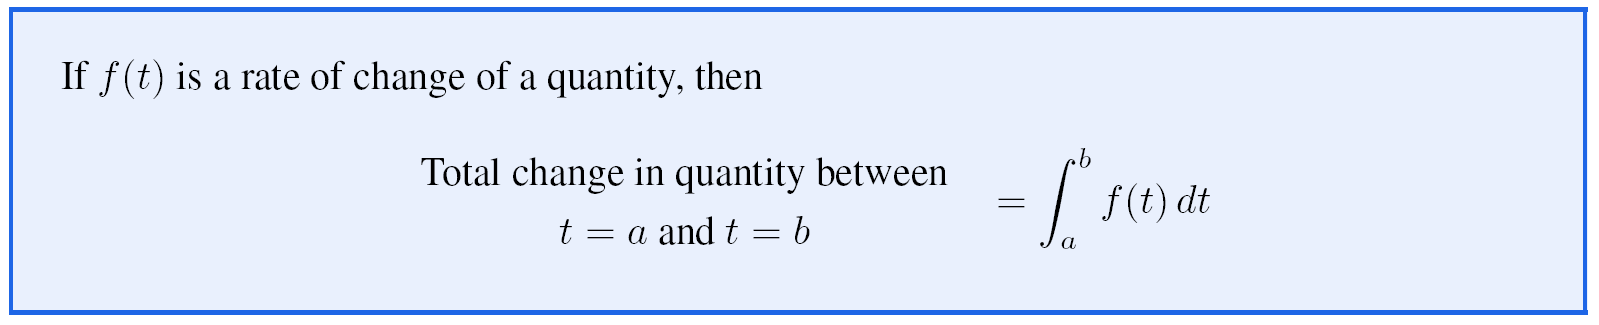 If f(t) is a rate of change of a quantity, then
Total change in quantity between
t = a and t = b
= ∫_a^b f(t) dt